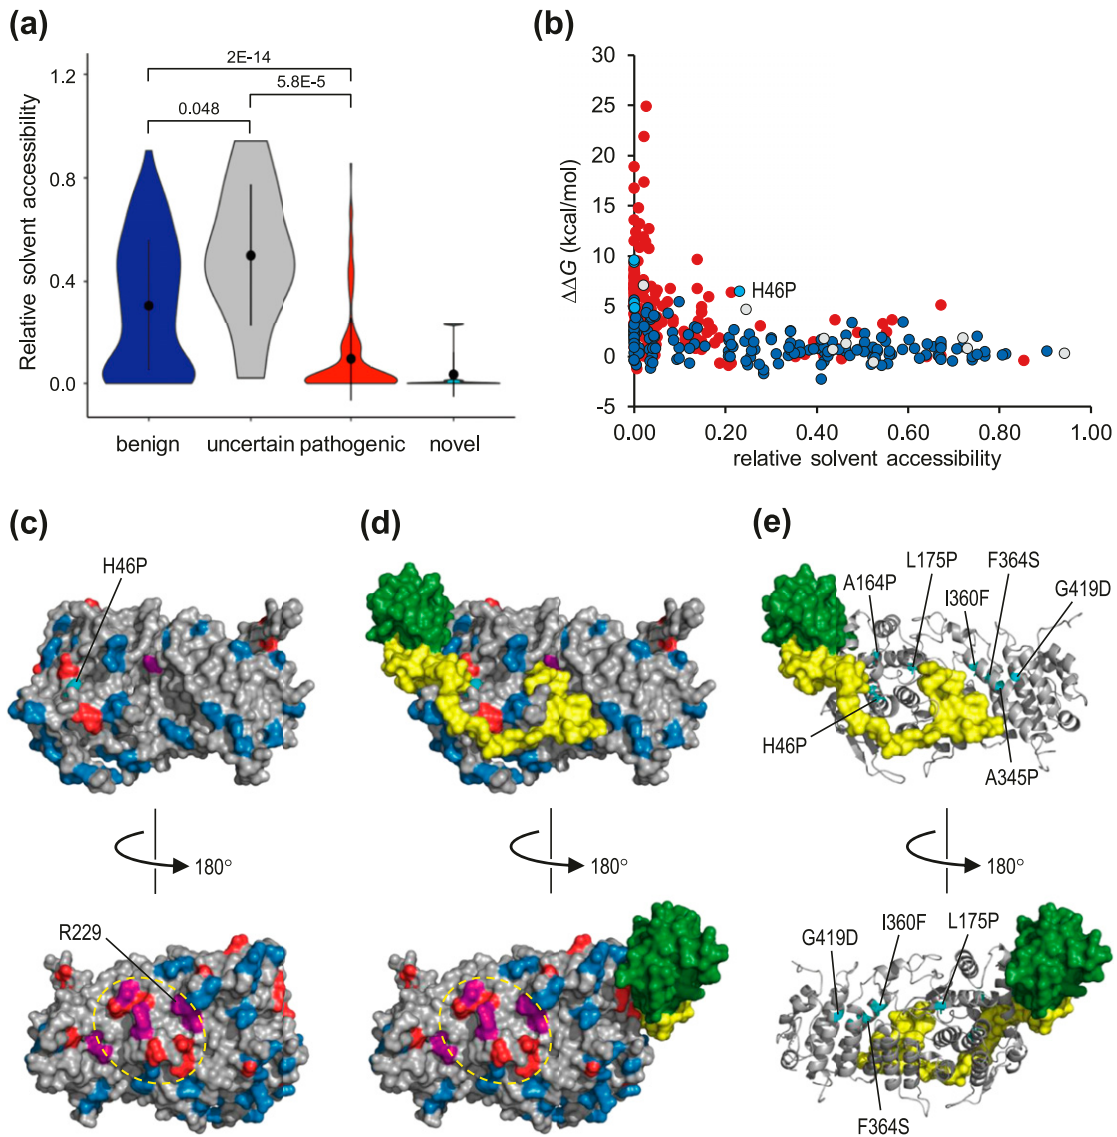 (a)
Relative solvent accessibility
1.2
0.8
0.4
0.0
2E-14
5.8E-5
0.048
benign
uncertain
pathogenic
novel
(b)
ΔΔG (kcal/mol)
30
25
20
15
10
5
0
-5
H46P
0.00
0.20
0.40
0.60
0.80
1.00
relative solvent accessibility
(c)
H46P
180°
R229
(d)
180°
(e)
A164P
L175P
I360F
F364S
G419D
H46P
A345P
180°
G419D
I360F
L175P
F364S